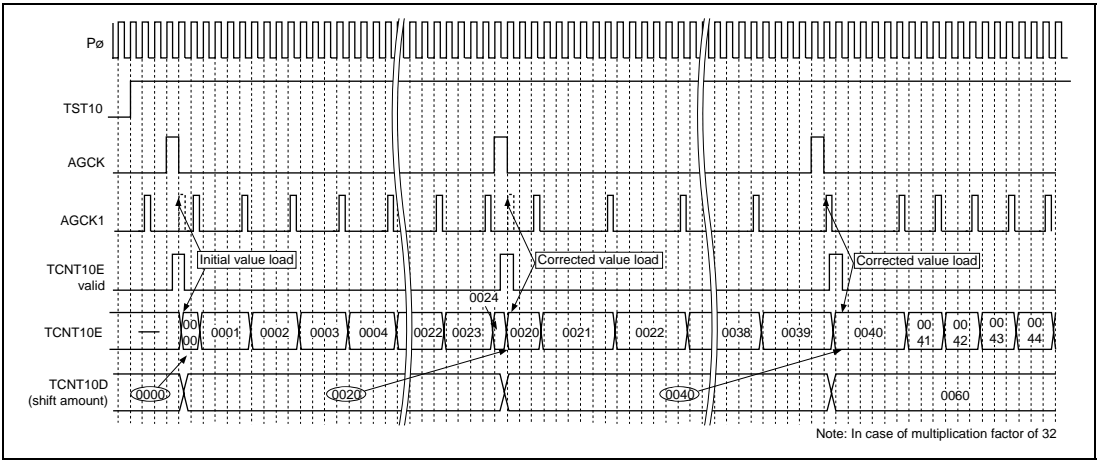 Pø
TST10
AGCK
AGCK1
Initial value load
Corrected value load
Corrected value load
TCNT10E
valid
0024
TCNT10E
00
00
0001
0002
0003
0004
0022
0023
0020
0021
0022
0038
0039
0040
00
41
00
42
00
43
00
44
TCNT10D
(shift amount)
0000
0020
0040
0060
Note: In case of multiplication factor of 32